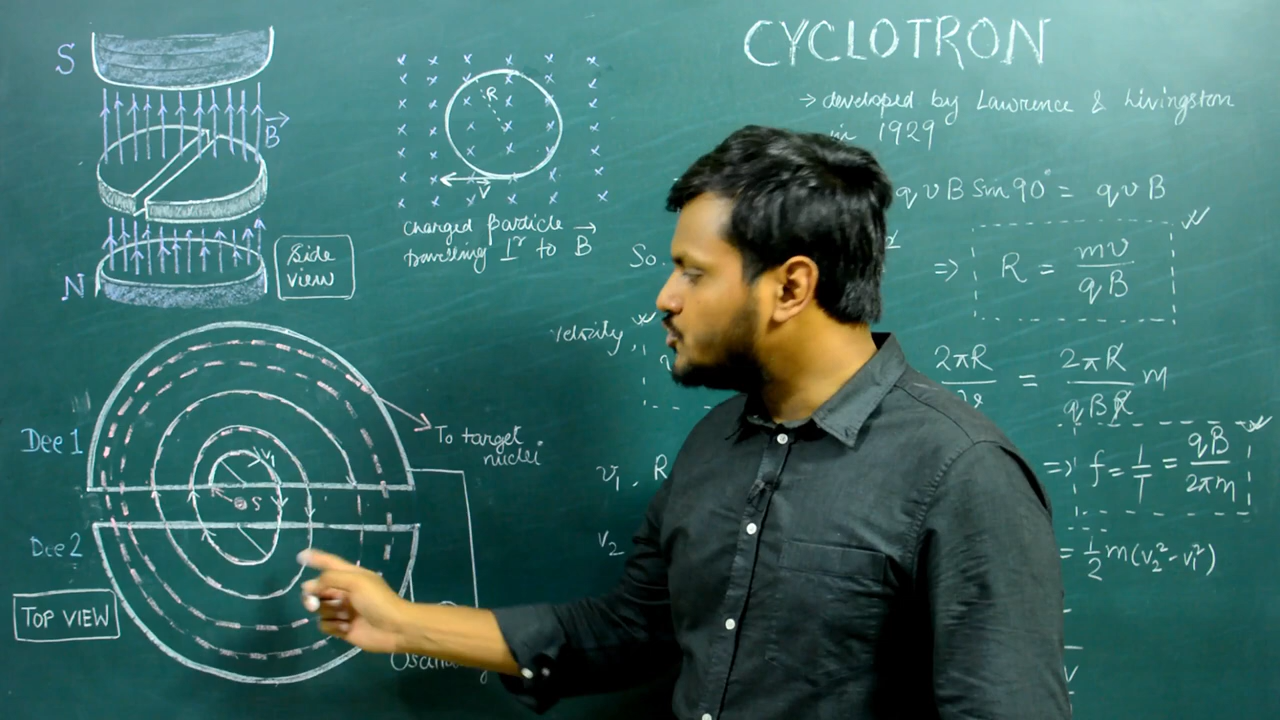 CYCLOTRON
→ developed by Lawrence & Livingston
in 1929
q v B Sin 90° = q v B
So
⇒ R = mv / qB
velocity,
2πR / = 2πR / qBR m
v₁, R
⇒ f = 1/T = qB / 2πm
v₂
= 1/2 m (v₂² - v₁²)
V
S
B→
N
Side
view
R
V
charged particle
travelling ⊥ʳ to B→
Dee 1
Dee 2
V₁
S
To target
nuclei
TOP VIEW